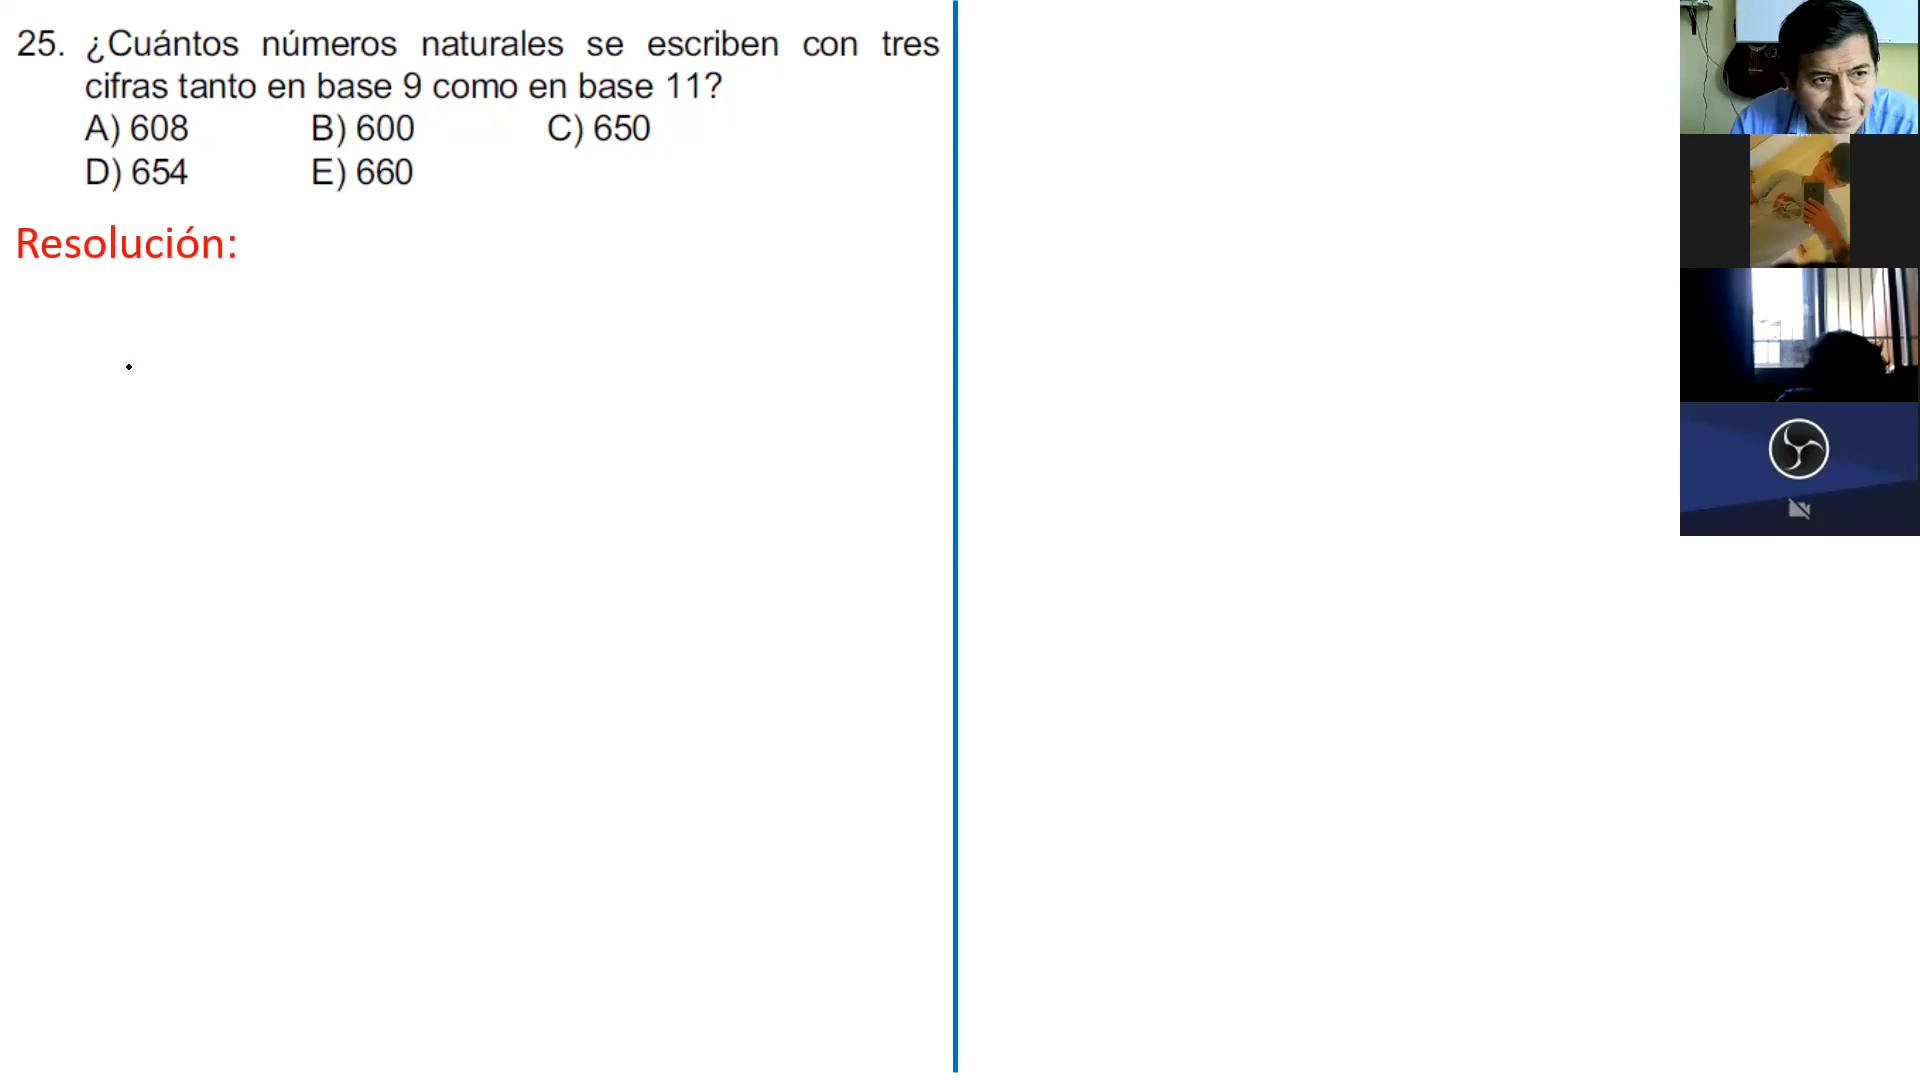 25. ¿Cuántos números naturales se escriben con tres
cifras tanto en base 9 como en base 11?
A) 608 B) 600 C) 650
D) 654 E) 660
Resolución: